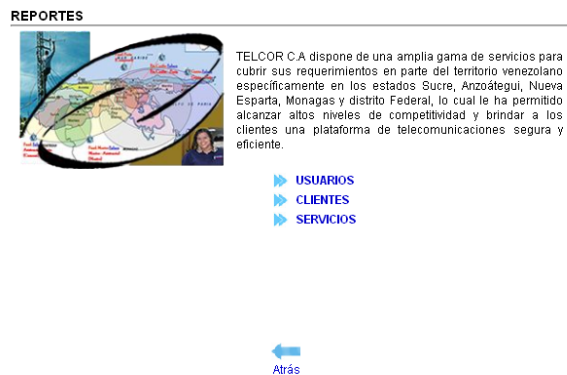 REPORTES
TELCOR C.A dispone de una amplia gama de servicios para
cubrir sus requerimientos en parte del territorio venezolano
específicamente en los estados Sucre, Anzoátegui, Nueva
Esparta, Monagas y distrito Federal, lo cual le ha permitido
alcanzar altos niveles de competitividad y brindar a los
clientes una plataforma de telecomunicaciones segura y
eficiente.
USUARIOS
CLIENTES
SERVICIOS
Atrás